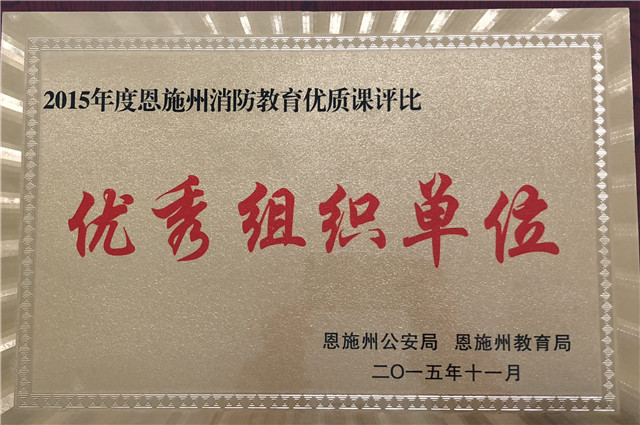 2015年度恩施州消防教育优质课评比
优秀组织单位
恩施州公安局 恩施州教育局
二〇一五年十一月